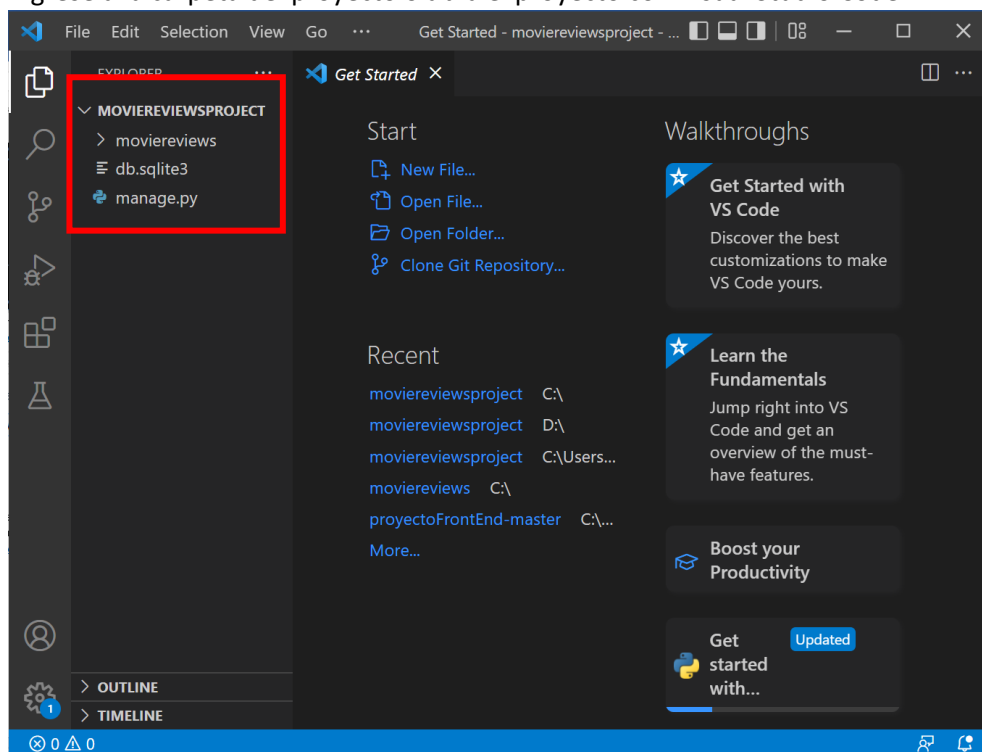 File Edit Selection View Go ··· Get Started - moviereviewsproject - ...
EXPLORER ···
Get Started
MOVIEREVIEWSPROJECT
moviereviews
db.sqlite3
manage.py
Start
New File...
Open File...
Open Folder...
Clone Git Repository...
Recent
moviereviewsproject C:\
moviereviewsproject D:\
moviereviewsproject C:\Users...
moviereviews C:\
proyectoFrontEnd-master C:\...
More...
Walkthroughs
Get Started with
VS Code
Discover the best
customizations to make
VS Code yours.
Learn the
Fundamentals
Jump right into VS
Code and get an
overview of the must-
have features.
Boost your
Productivity
Get Updated
started
with...
OUTLINE
TIMELINE
1
0 0